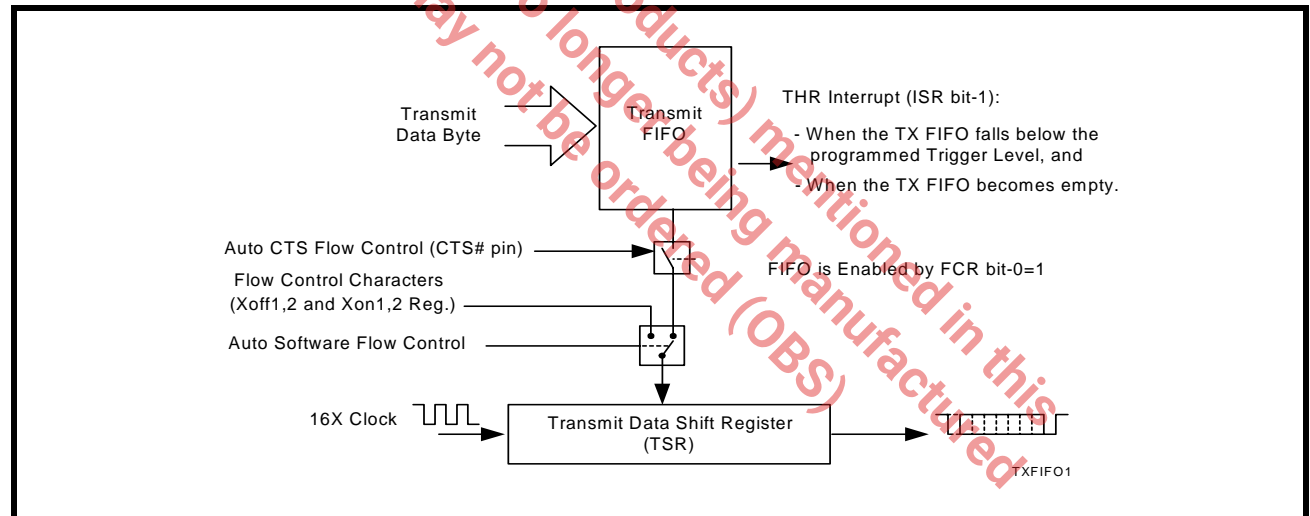 Transmit
Data Byte
Transmit
FIFO
THR Interrupt (ISR bit-1):
- When the TX FIFO falls below the
programmed Trigger Level, and
- When the TX FIFO becomes empty.
Auto CTS Flow Control (CTS# pin)
FIFO is Enabled by FCR bit-0=1
Flow Control Characters
(Xoff1,2 and Xon1,2 Reg.)
Auto Software Flow Control
16X Clock
Transmit Data Shift Register
(TSR)
TXFIFO1
oducts) mentioned in this
o longer being manufactured
may not be ordered (OBS)